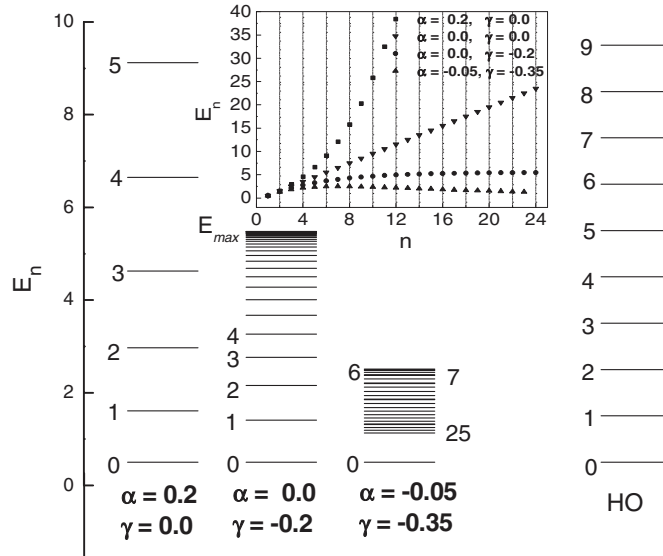 40
35
30
25
20
15
10
5
0
E_n
α = 0.2, γ = 0.0
α = 0.0, γ = 0.0
α = 0.0, γ = -0.2
α = -0.05, γ = -0.35
0 4 8 12 16 20 24
n
10
8
6
4
2
0
E_n
5
4
3
2
1
0
α = 0.2
γ = 0.0
E_max
4
3
2
1
0
α = 0.0
γ = -0.2
6 7
25
0
α = -0.05
γ = -0.35
9
8
7
6
5
4
3
2
1
0
HO